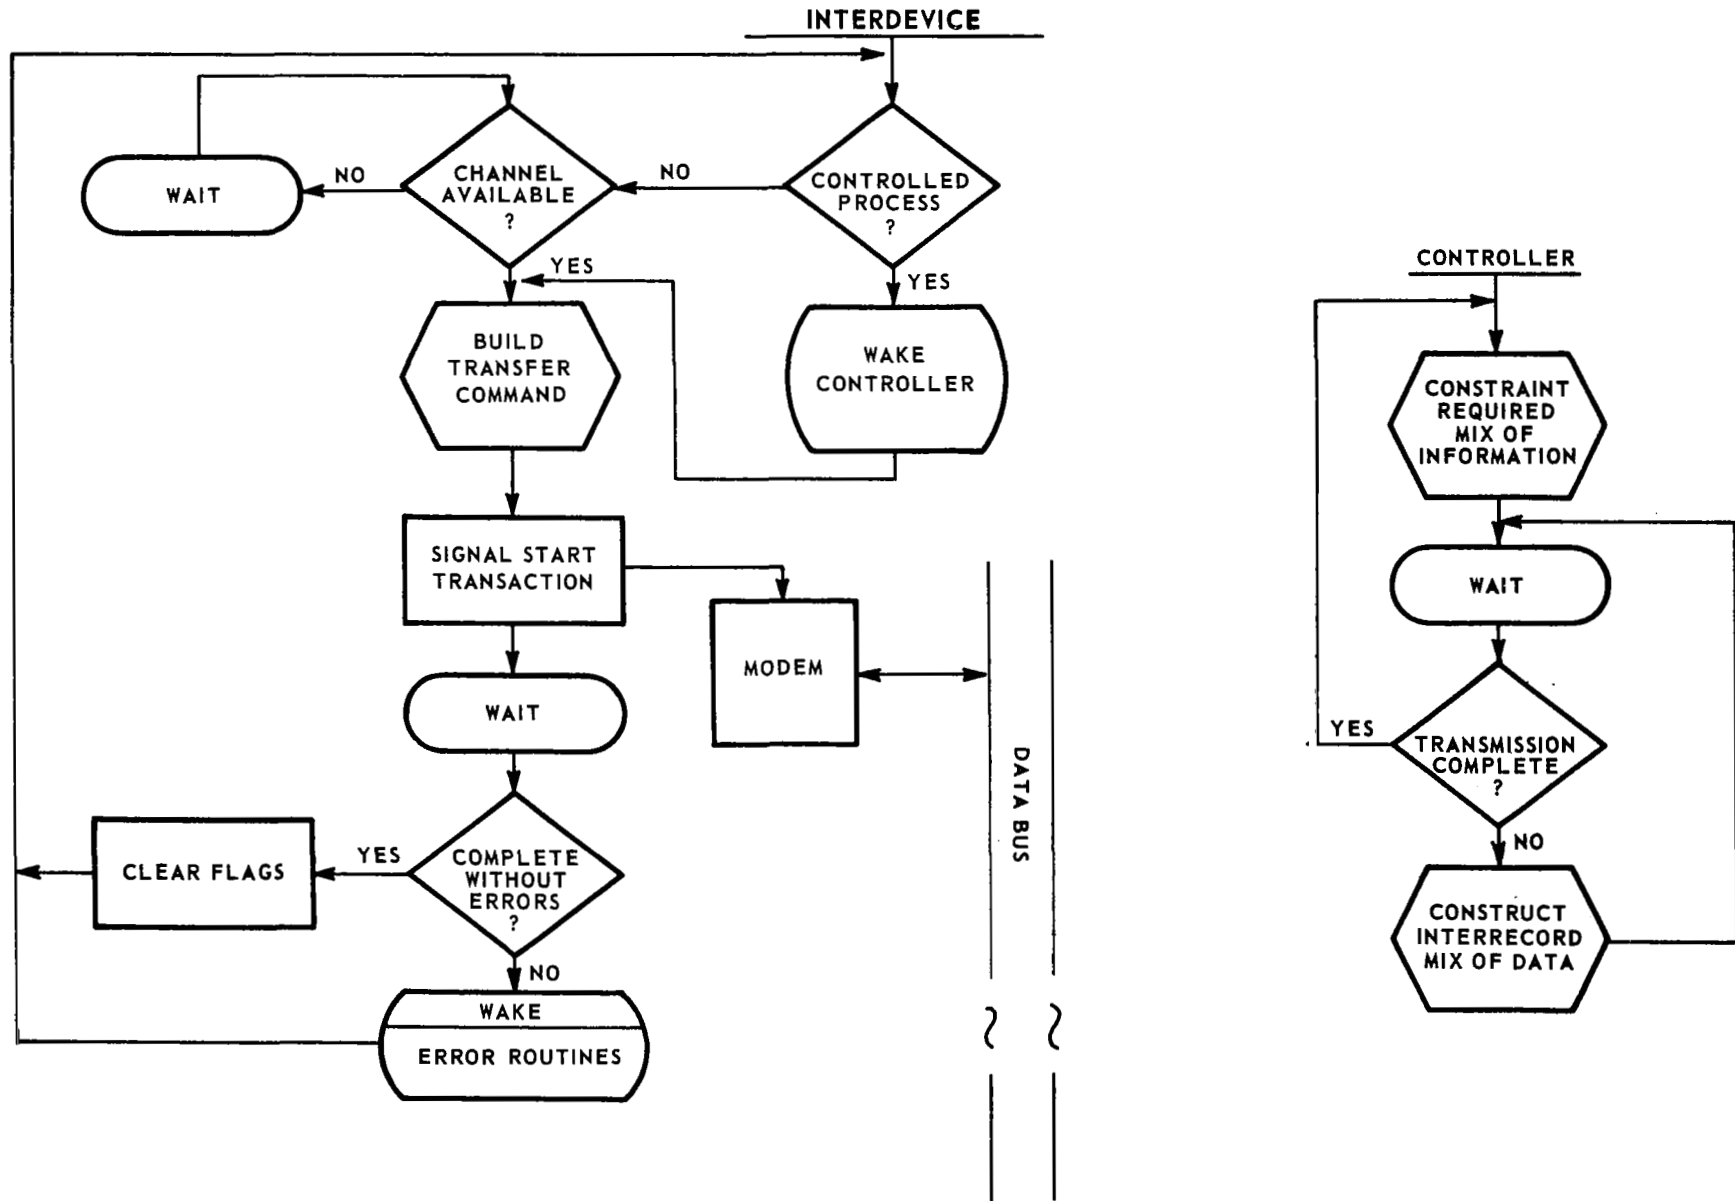 INTERDEVICE
CHANNEL
AVAILABLE
?
NO
WAIT
NO
CONTROLLED
PROCESS
?
YES
YES
BUILD
TRANSFER
COMMAND
WAKE
CONTROLLER
SIGNAL START
TRANSACTION
MODEM
WAIT
DATA BUS
COMPLETE
WITHOUT
ERRORS
?
YES
CLEAR FLAGS
NO
WAKE
ERROR ROUTINES
CONTROLLER
CONSTRAINT
REQUIRED
MIX OF
INFORMATION
WAIT
TRANSMISSION
COMPLETE
?
YES
NO
CONSTRUCT
INTERRECORD
MIX OF DATA